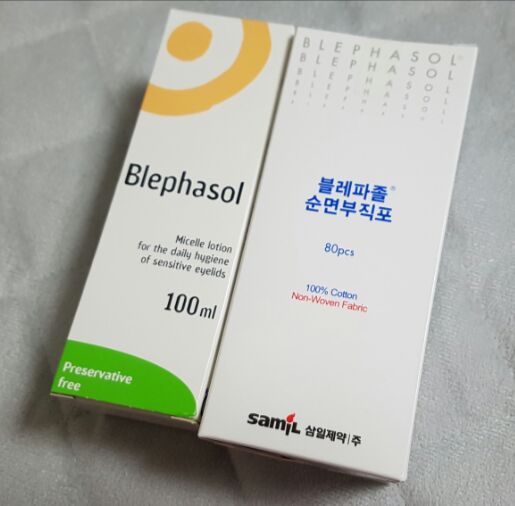 Blephasol
Micelle lotion
for the daily hygiene
of sensitive eyelids
100ml
Preservative
free
BLEPHASOL®
BLEPHASOL
BLEPHASOL
블레파졸®
순면부직포
80pcs
100% Cotton
Non-Woven Fabric
SamiL 삼일제약|주